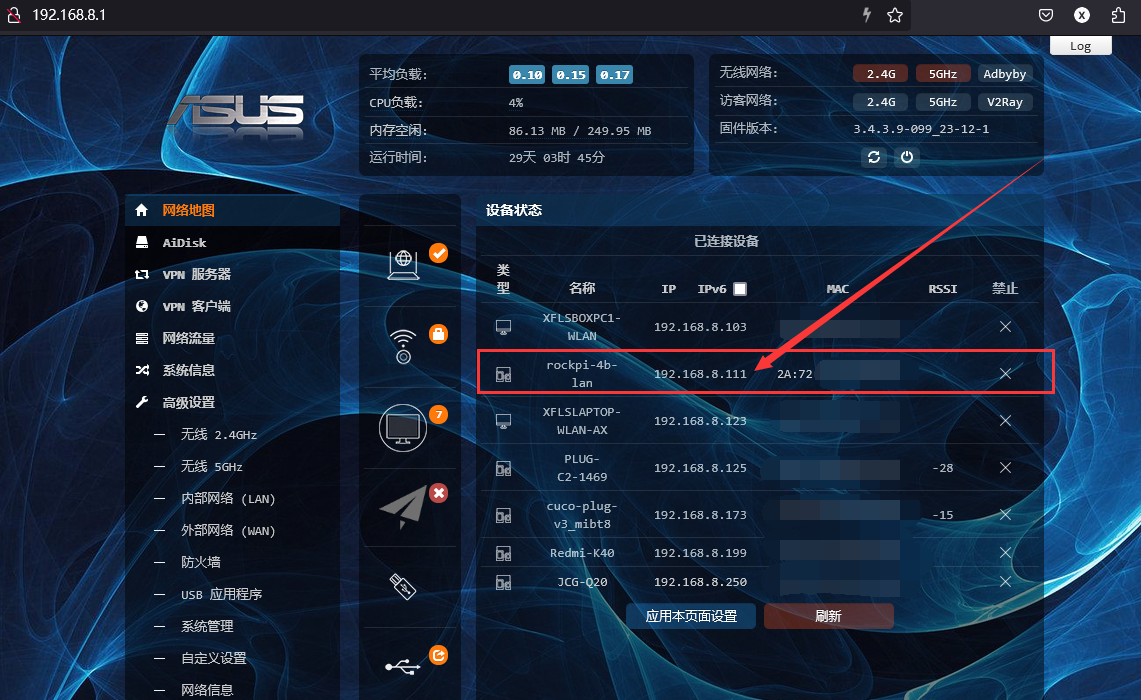 192.168.8.1
X
Log
ASUS
平均负载: 0.10 0.15 0.17
CPU负载: 4%
内存空闲: 86.13 MB / 249.95 MB
运行时间: 29天 03时 45分
无线网络: 2.4G 5GHz Adbyby
访客网络: 2.4G 5GHz V2Ray
固件版本: 3.4.3.9-099_23-12-1
网络地图
AiDisk
VPN 服务器
VPN 客户端
网络流量
系统信息
高级设置
无线 2.4GHz
无线 5GHz
内部网络 (LAN)
外部网络 (WAN)
防火墙
USB 应用程序
系统管理
自定义设置
网络信息
7
设备状态
已连接设备
类
型 名称 IP IPv6 MAC RSSI 禁止
XFLSBOXPC1-
WLAN 192.168.8.103
rockpi-4b-
lan 192.168.8.111 2A:72
XFLSLAPTOP-
WLAN-AX 192.168.8.123
PLUG-
C2-1469 192.168.8.125 -28
cuco-plug-
v3_mibt8 192.168.8.173 -15
Redmi-K40 192.168.8.199
JCG-Q20 192.168.8.250
应用本页面设置 刷新